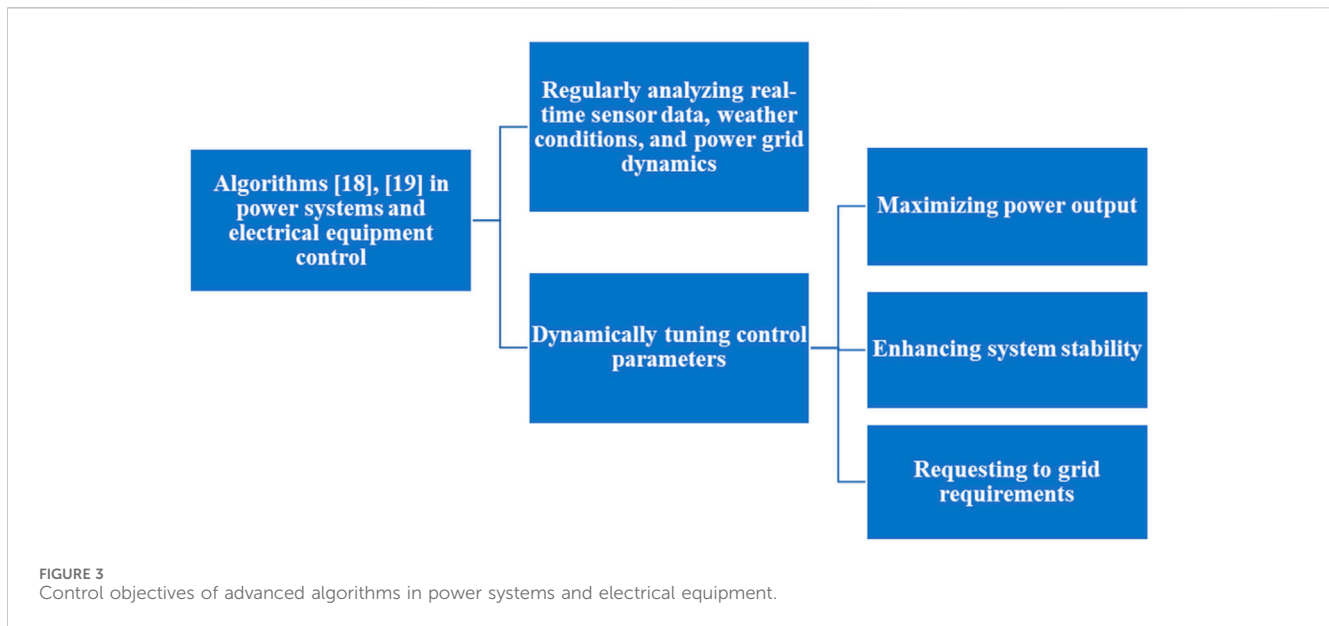 Algorithms [18], [19] in
power systems and
electrical equipment
control
Regularly analyzing real-
time sensor data, weather
conditions, and power grid
dynamics
Dynamically tuning control
parameters
Maximizing power output
Enhancing system stability
Requesting to grid
requirements
FIGURE 3
Control objectives of advanced algorithms in power systems and electrical equipment.